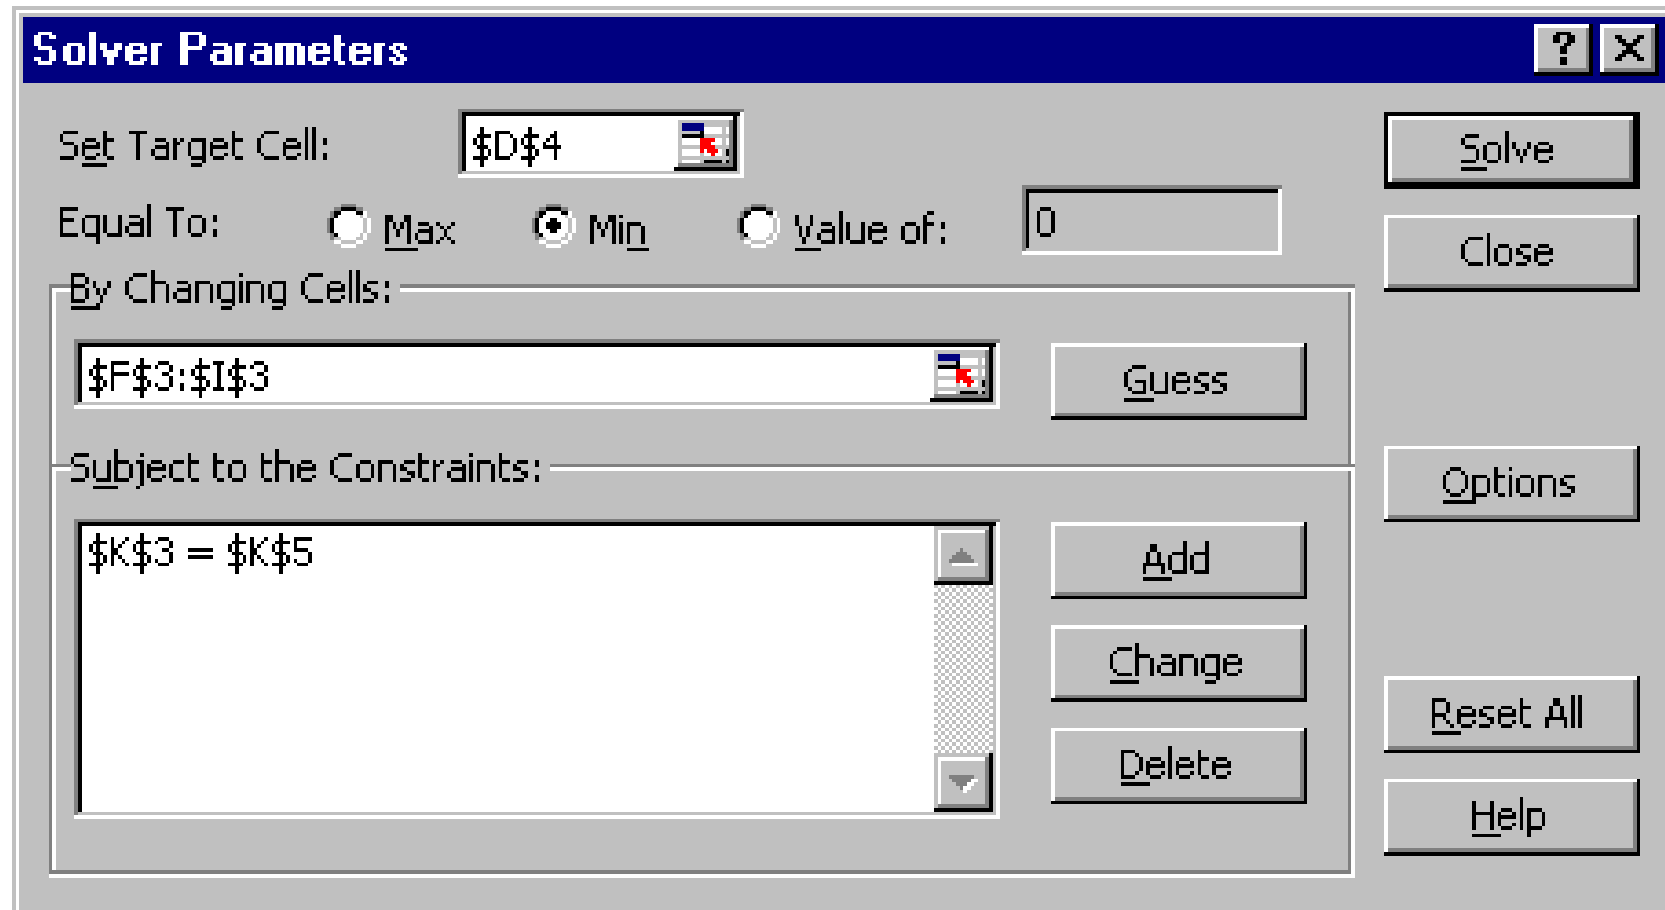 Solver Parameters
Set Target Cell: $D$4 Solve
Equal To: Max Min Value of: 0
Close
By Changing Cells:
$F$3:$I$3 Guess
Subject to the Constraints:
Options
$K$3 = $K$5 Add
Change
Reset All
Delete
Help